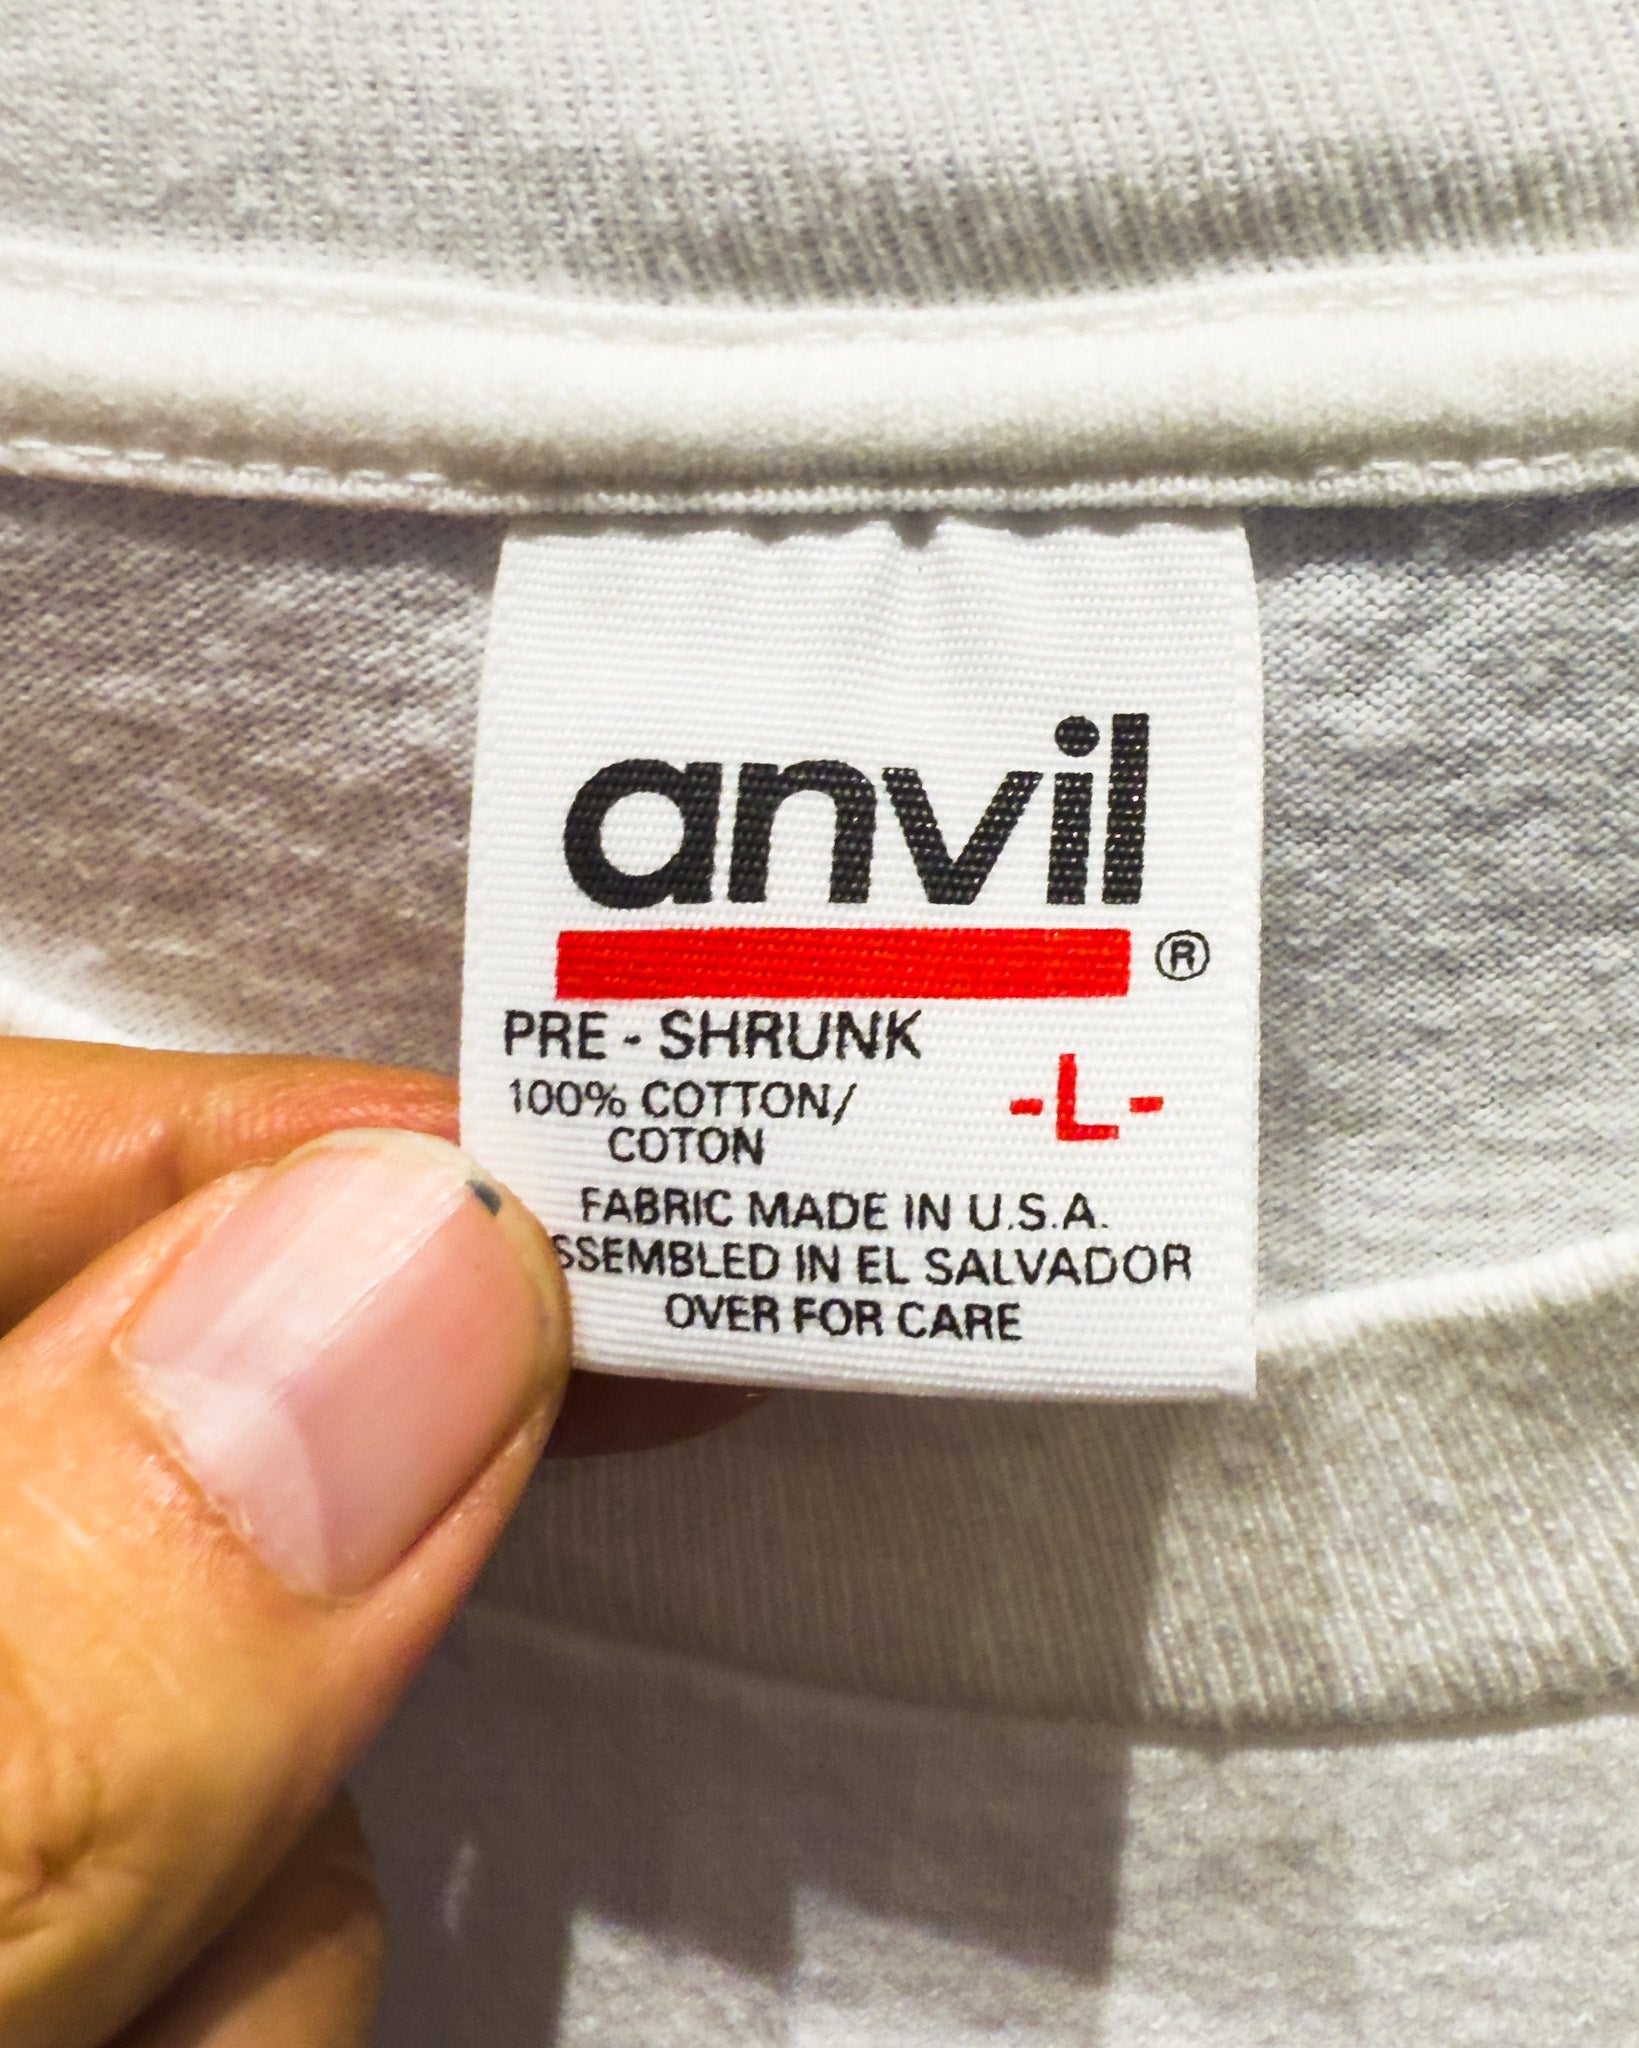 anvil
®
PRE - SHRUNK
100% COTTON/
-L-
COTON
FABRIC MADE IN U.S.A.
SSEMBLED IN EL SALVADOR
OVER FOR CARE